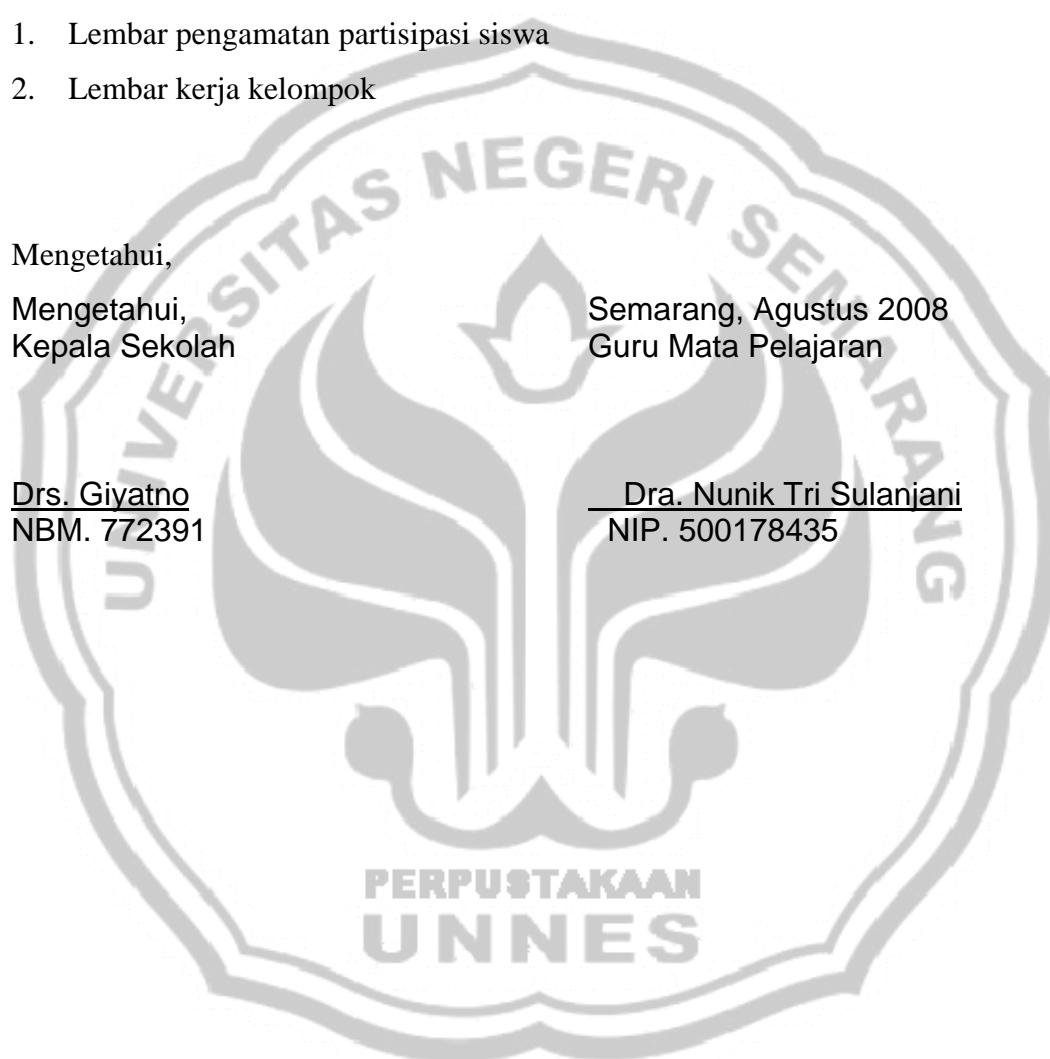 1. Lembar pengamatan partisipasi siswa
2. Lembar kerja kelompok
UNIVERSITAS NEGERI SEMARANG
Mengetahui,
Mengetahui,
Kepala Sekolah
Semarang, Agustus 2008
Guru Mata Pelajaran
Drs. Giyatno
NBM. 772391
Dra. Nunik Tri Sulanjani
NIP. 500178435
PERPUSTAKAAN
UNNES